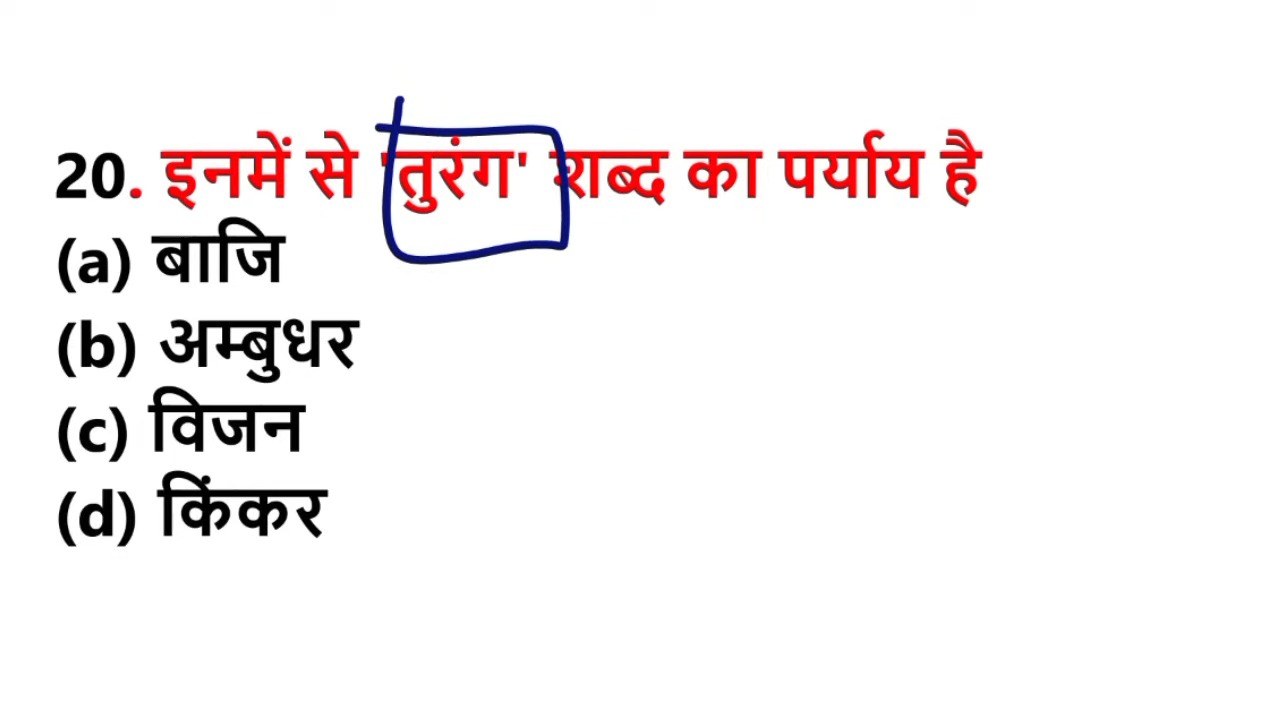 20. इनमें से 'तुरंग' शब्द का पर्याय है
(a) बाजि
(b) अम्बुधर
(c) विजन
(d) किंकर